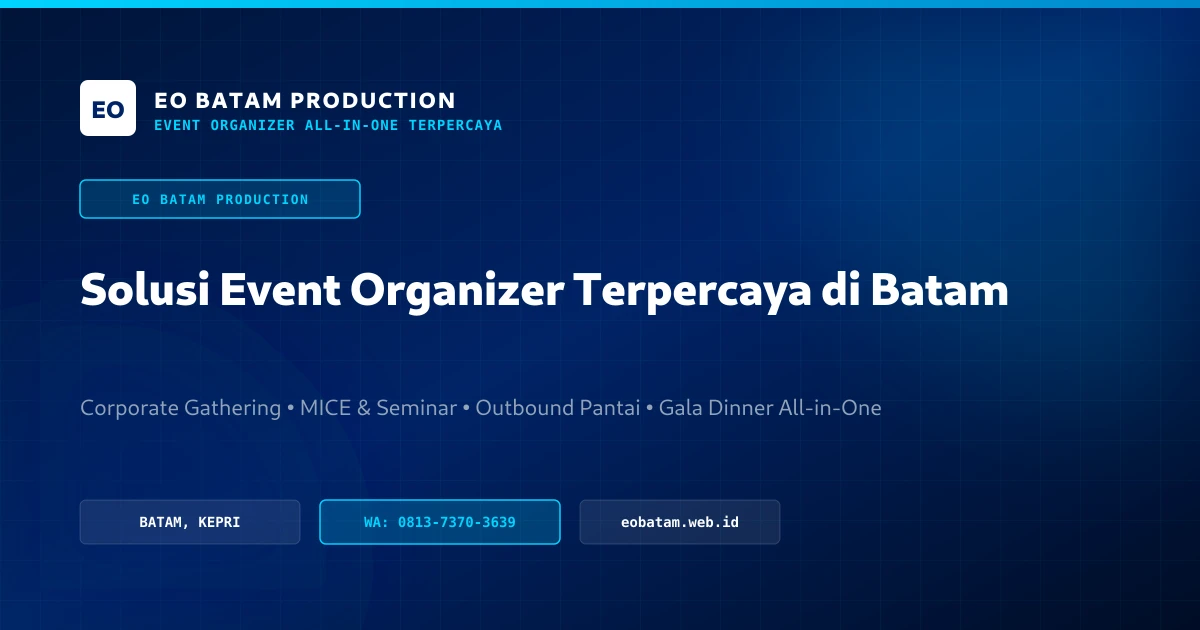 EO
EO BATAM PRODUCTION
EVENT ORGANIZER ALL-IN-ONE TERPERCAYA
EO BATAM PRODUCTION
Solusi Event Organizer Terpercaya di Batam
Corporate Gathering • MICE & Seminar • Outbound Pantai • Gala Dinner All-in-One
BATAM, KEPRI
WA: 0813-7370-3639
eobatam.web.id